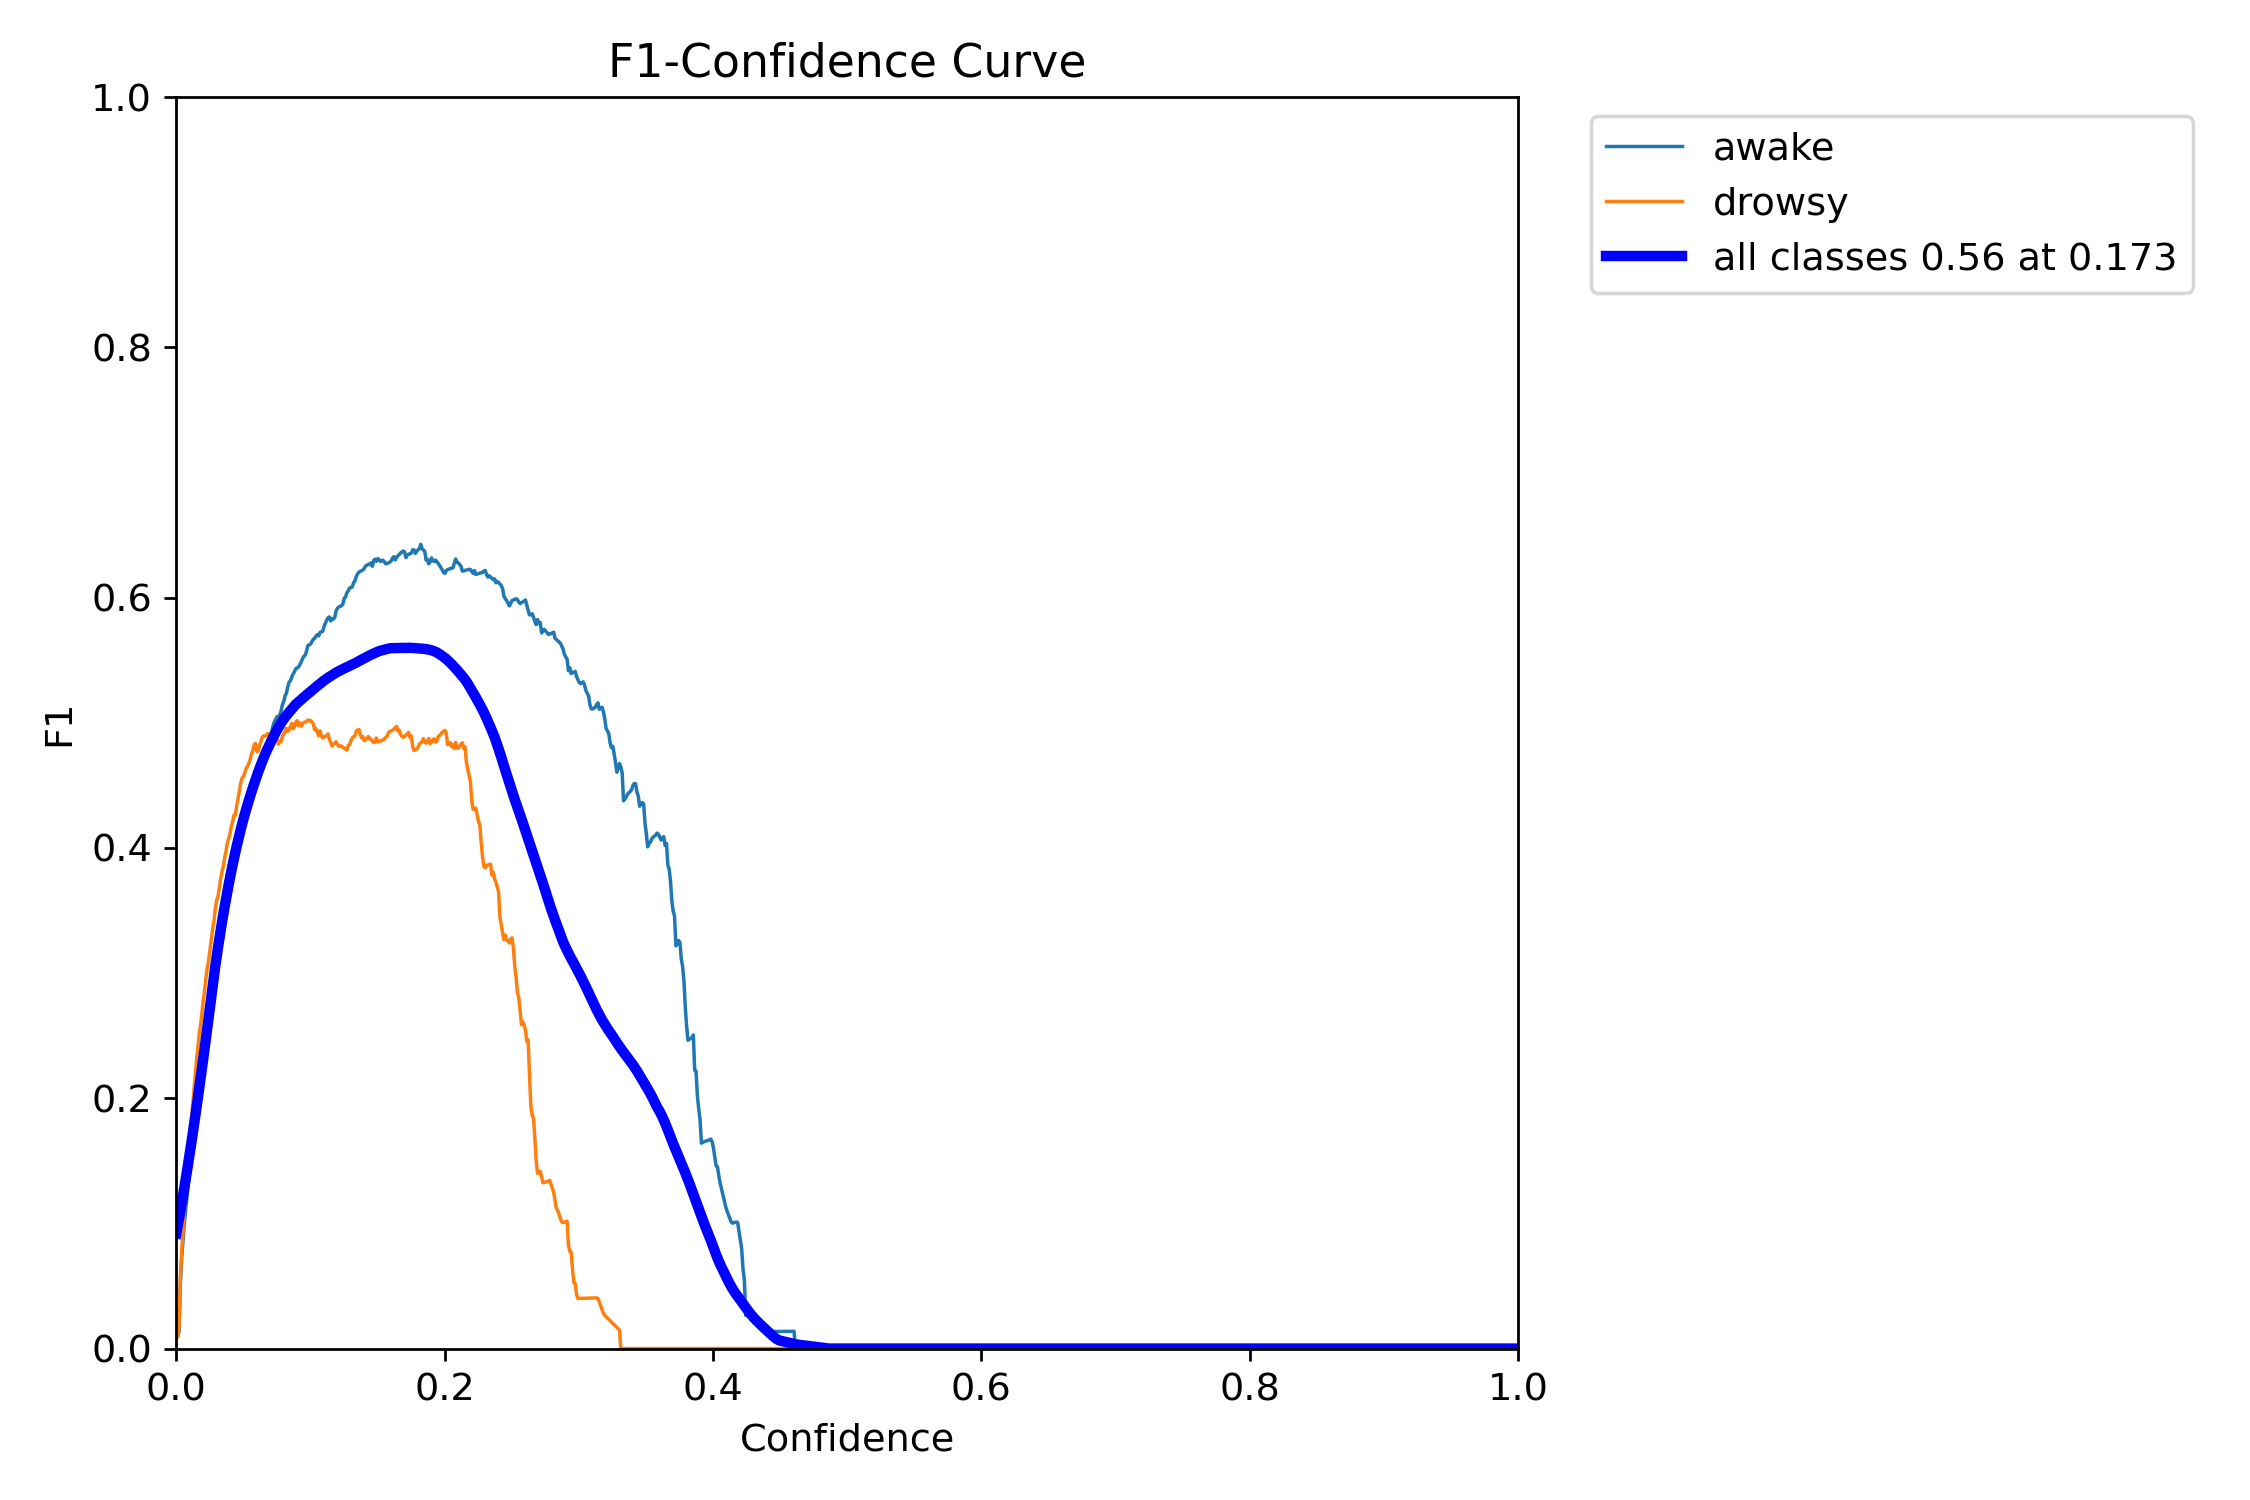 F1-Confidence Curve
1.0
0.8
0.6
0.4
0.2
0.0
F1
0.0 0.2 0.4 0.6 0.8 1.0
Confidence
awake
drowsy
all classes 0.56 at 0.173